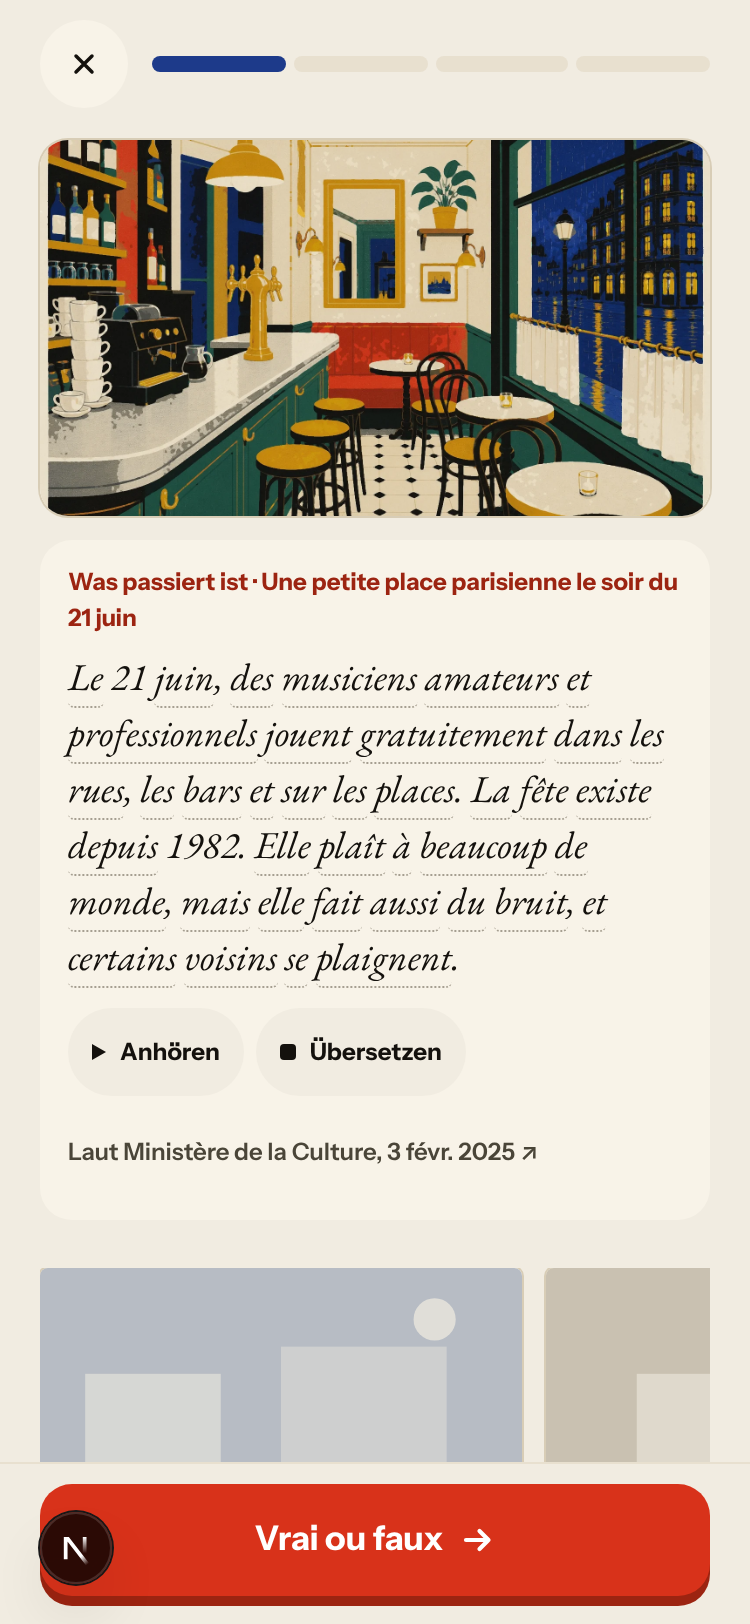 Was passiert ist · Une petite place parisienne le soir du
21 juin
Le 21 juin, des musiciens amateurs et
professionnels jouent gratuitement dans les
rues, les bars et sur les places. La fête existe
depuis 1982. Elle plaît à beaucoup de
monde, mais elle fait aussi du bruit, et
certains voisins se plaignent.
Anhören
Übersetzen
Laut Ministère de la Culture, 3 févr. 2025 ↗
Vrai ou faux →
N